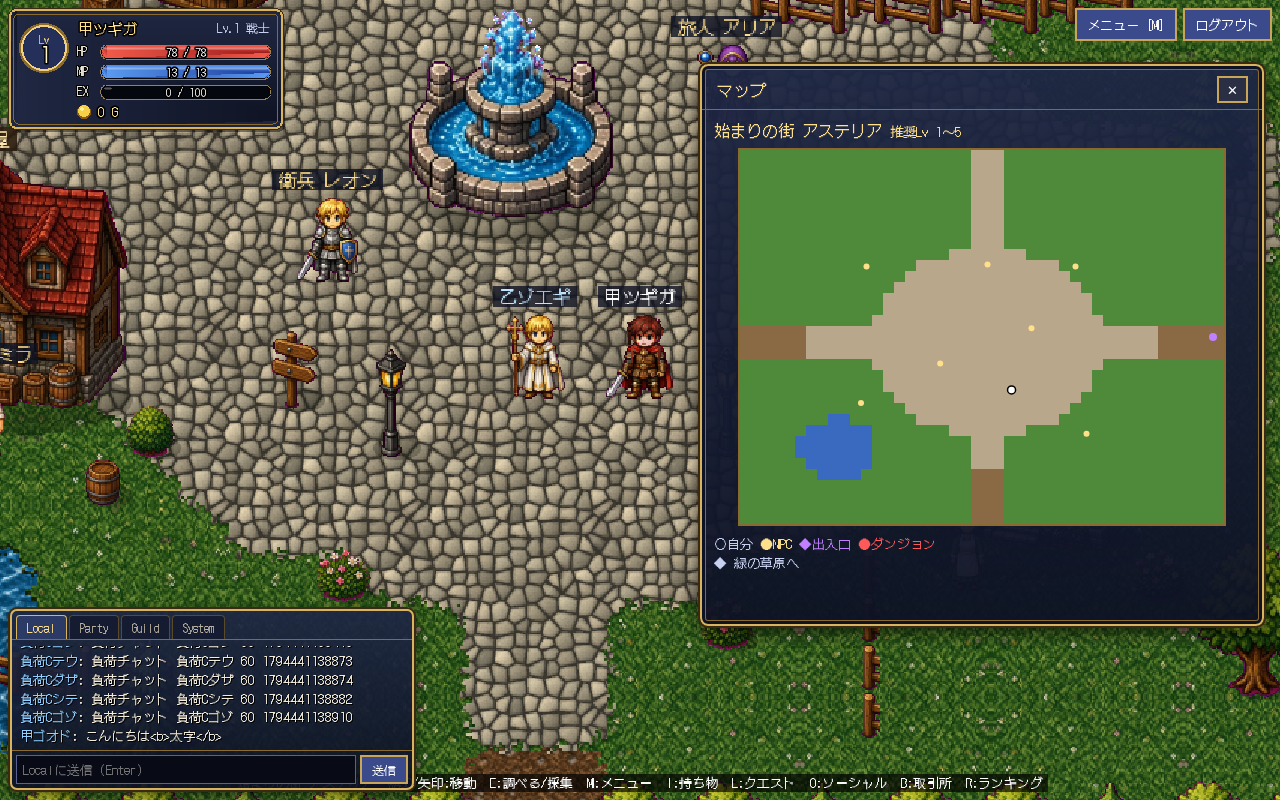 Lv
1
甲ツギガ
Lv.1 戦士
HP
78 / 78
MP
13 / 13
EX
0 / 100
0 G
旅人 アリア
メニュー [M]
ログアウト
マップ
×
始まりの街 アステリア 推奨Lv 1〜5
衛兵 レオン
乙ゾエギ
甲ツギガ
ミラ
○自分 ●NPC ◆出入口 ●ダンジョン
◆ 緑の草原へ
Local
Party
Guild
System
負荷Cテウ: 負荷チャット 負荷Cテウ 60 1794441138873
負荷Cダザ: 負荷チャット 負荷Cダザ 60 1794441138874
負荷Cシテ: 負荷チャット 負荷Cシテ 60 1794441138882
負荷Cゴゾ: 負荷チャット 負荷Cゴゾ 60 1794441138910
甲ゴオド: こんにちは<b>太字</b>
Localに送信 (Enter)
送信
矢印:移動 E:調べる/採集 M:メニュー I:持ち物 L:クエスト O:ソーシャル B:取引所 R:ランキング